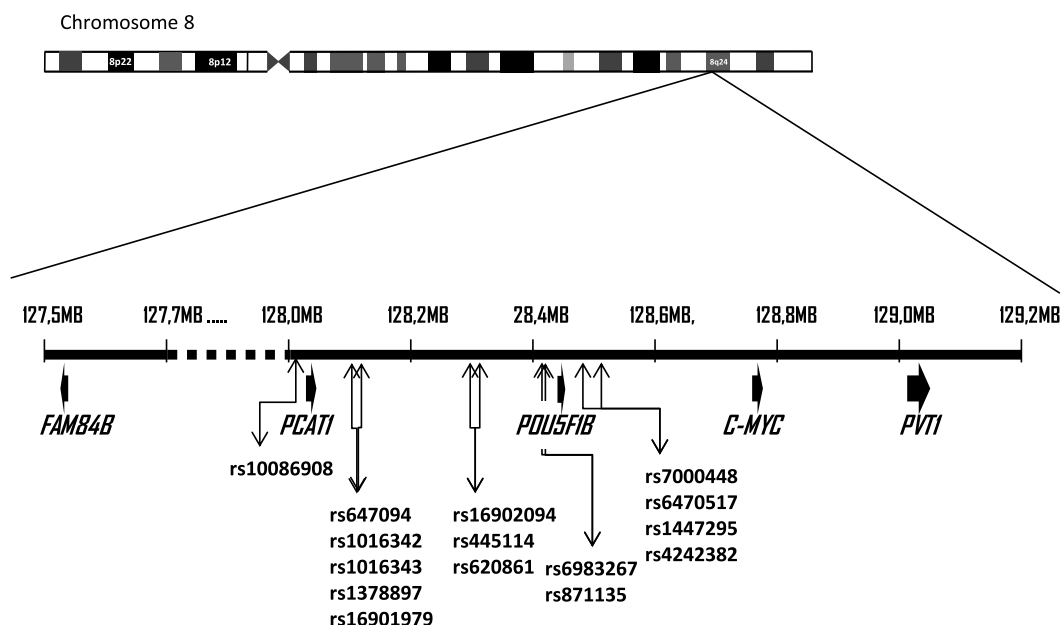 Chromosome 8
8p22 8p12 8q24
127,5MB 127,7MB ..... 128,0MB 128,2MB 128,4MB 128,6MB, 128,8MB 129,0MB 129,2MB
FAM84B PCAT1 POU5F1B C-MYC PVT1
rs10086908
rs7000448
rs6470517
rs1447295
rs4242382
rs647094
rs1016342
rs1016343
rs1378897
rs16901979
rs16902094
rs445114
rs620861
rs6983267
rs871135